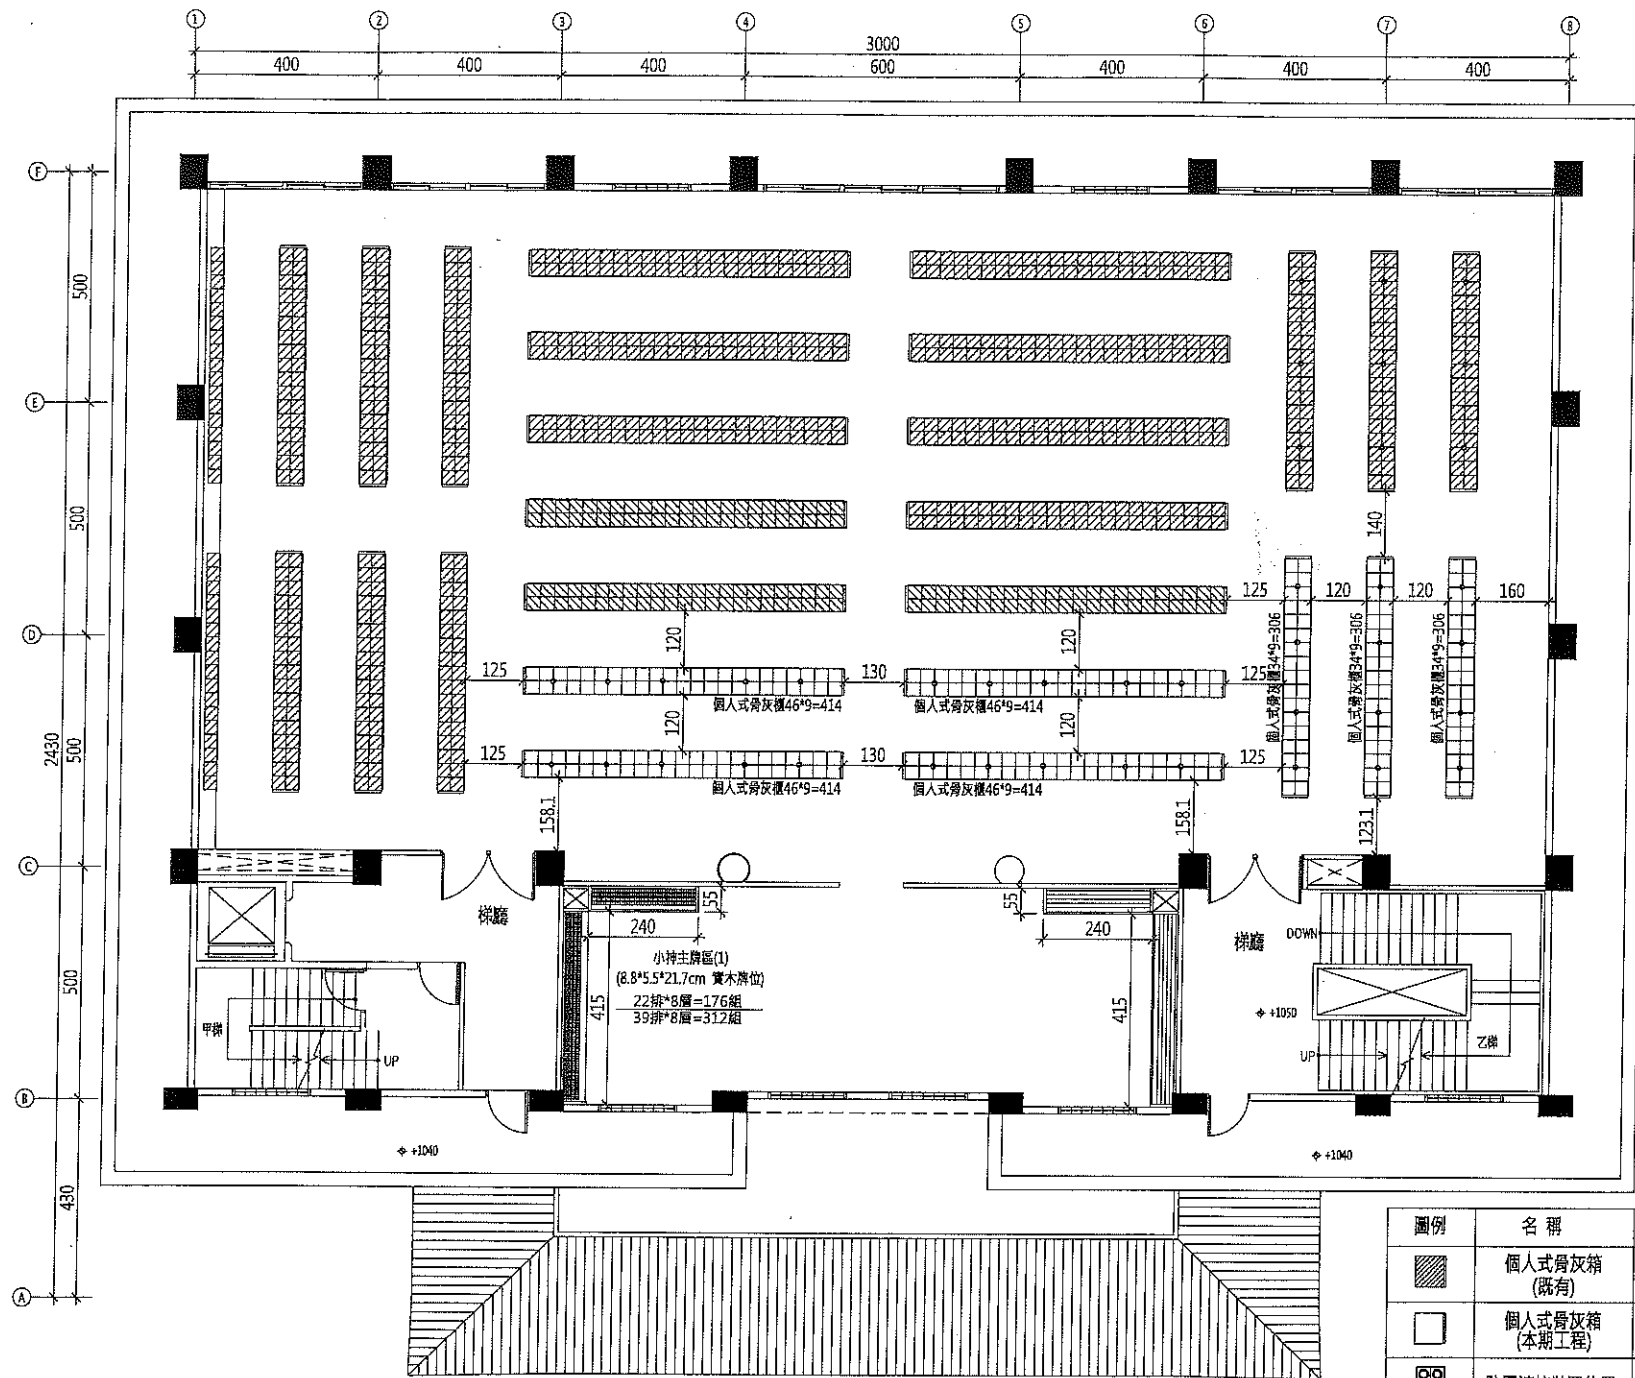 1 2 3 4 5 6 7 8
3000
400 400 400 600 400 400 400
F
500
E
500
D
2430
500
C
500
B
430
A
140
125 120 120 160
120 120
125 130 125
個人式骨灰櫃46*9=414 個人式骨灰櫃46*9=414
個人式骨灰櫃34*9=306
個人式骨灰櫃34*9=306
個人式骨灰櫃34*9=306
120 120
125 130 125
個人式骨灰櫃46*9=414 個人式骨灰櫃46*9=414
158.1 158.1 123.1
梯廳
55 55
240 240
小神主牌區(1)
(8.8*5.5*21.7cm 實木牌位)
22排*8層=176組
39排*8層=312組
415 415
梯廳
DOWN
+1050
甲梯
UP
UP
乙梯
+1040
+1040
圖例 名稱
個人式骨灰箱
(既有)
個人式骨灰箱
(本期工程)